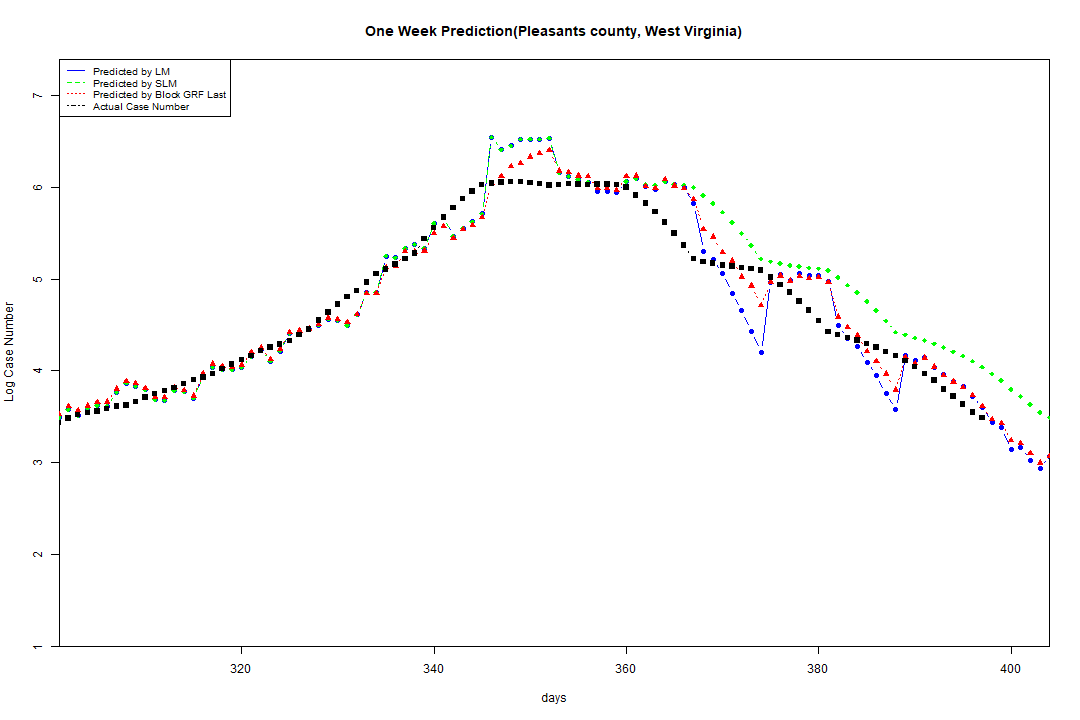 One Week Prediction(Pleasants county, West Virginia)
Predicted by LM
Predicted by SLM
Predicted by Block GRF Last
Actual Case Number
7
6
5
4
3
2
1
Log Case Number
320 340 360 380 400
days